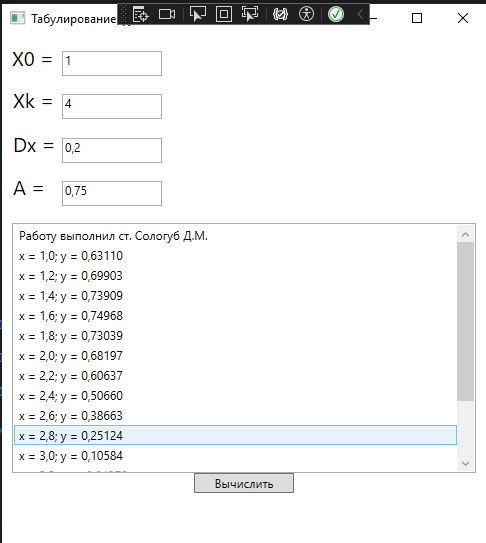 Табулирование
X0 =
1
Xk =
4
Dx =
0,2
A =
0,75
Работу выполнил ст. Сологуб Д.М.
x = 1,0; y = 0,63110
x = 1,2; y = 0,69903
x = 1,4; y = 0,73909
x = 1,6; y = 0,74968
x = 1,8; y = 0,73039
x = 2,0; y = 0,68197
x = 2,2; y = 0,60637
x = 2,4; y = 0,50660
x = 2,6; y = 0,38663
x = 2,8; y = 0,25124
x = 3,0; y = 0,10584
Вычислить